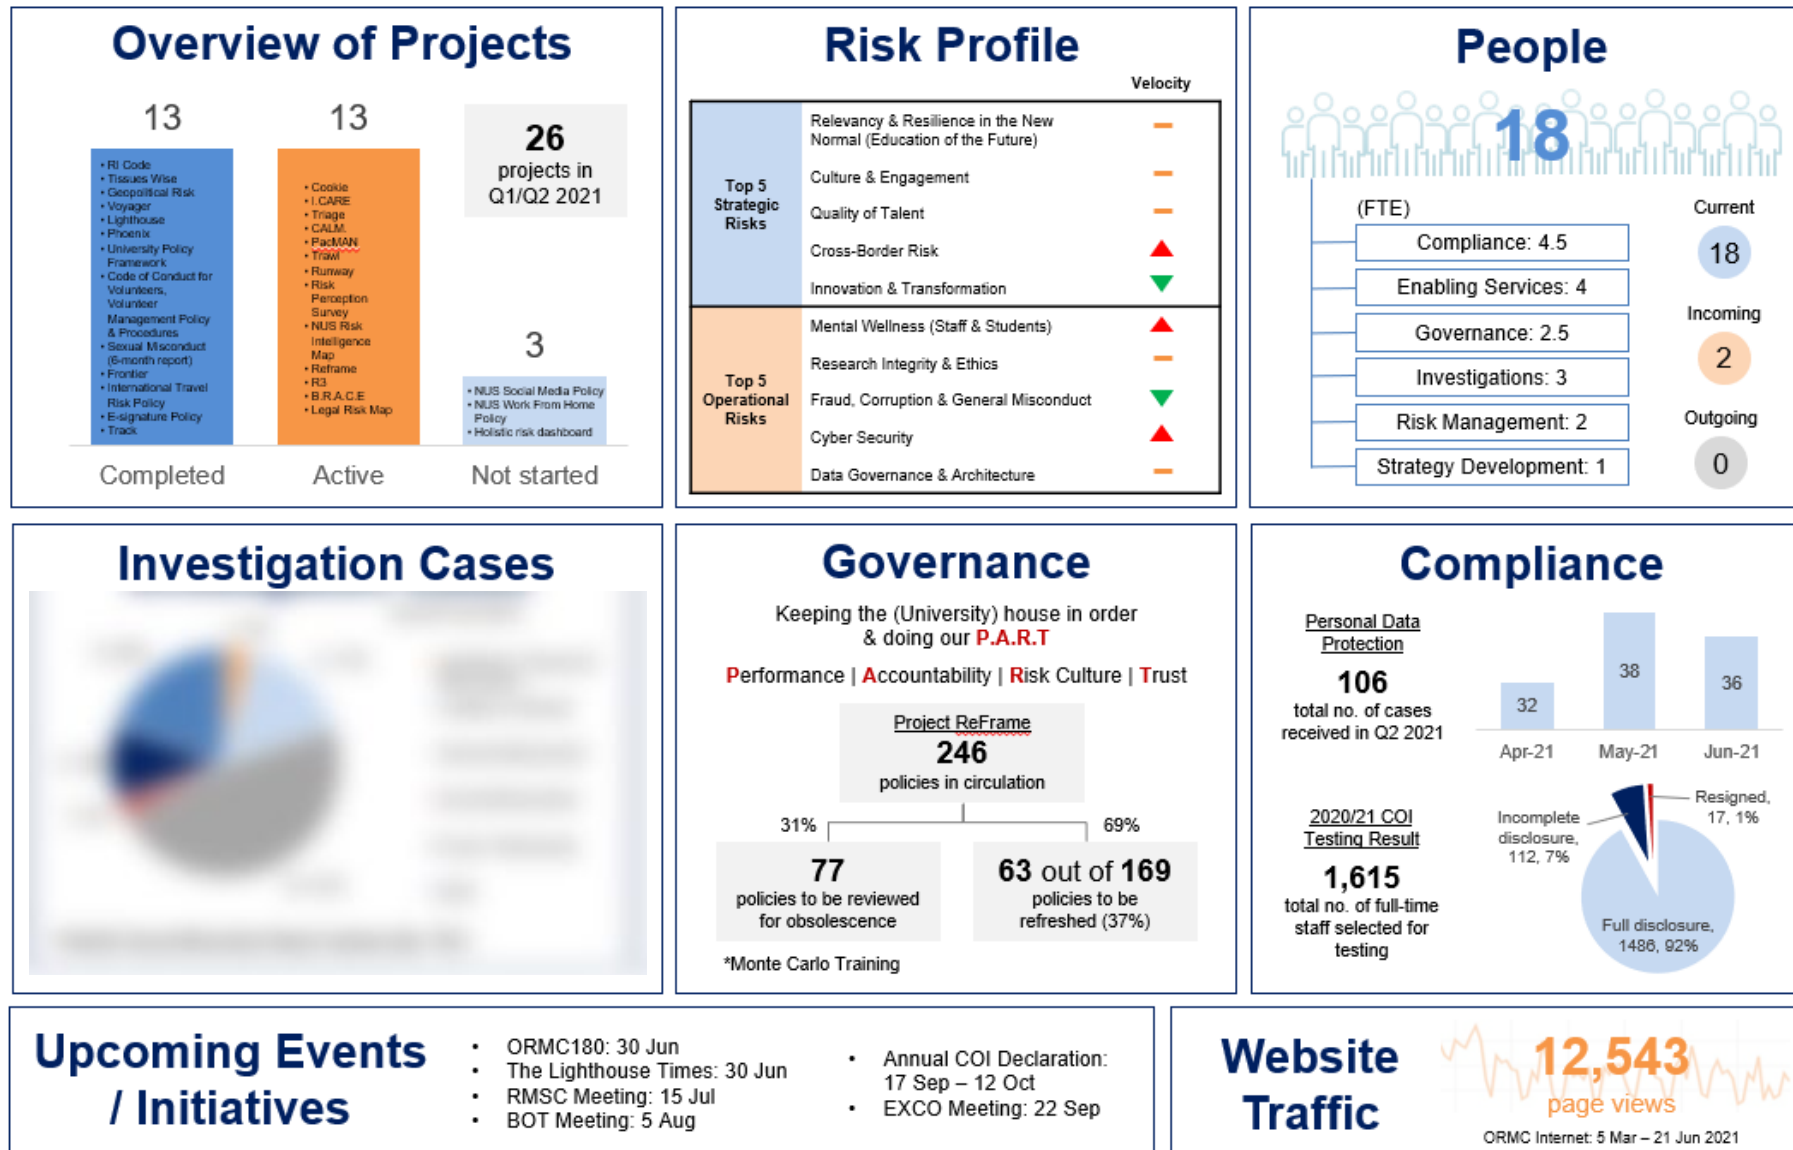 Overview of Projects
13
13
26
projects in
Q1/Q2 2021
• RI Code
• Tissues Wise
• Geopolitical Risk
• Voyager
• Lighthouse
• Phoenix
• University Policy
Framework
• Code of Conduct for
Volunteers,
Volunteer
Management Policy
& Procedures
• Sexual Misconduct
(6-month report)
• Frontier
• International Travel
Risk Policy
• E-signature Policy
• Track
• Cookie
• I.CARE
• Triage
• CALM.
• PacMAN
• Trawl
• Runway
• Risk
Perception
Survey
• NUS Risk
Intelligence
Map
• Reframe
• R3
• B.R.A.C.E
• Legal Risk Map
3
• NUS Social Media Policy
• NUS Work From Home
Policy
• Holistic risk dashboard
Completed
Active
Not started
Risk Profile
Velocity
Top 5
Strategic
Risks
Relevancy & Resilience in the New
Normal (Education of the Future)
Culture & Engagement
Quality of Talent
Cross-Border Risk
Innovation & Transformation
Top 5
Operational
Risks
Mental Wellness (Staff & Students)
Research Integrity & Ethics
Fraud, Corruption & General Misconduct
Cyber Security
Data Governance & Architecture
People
18
(FTE)
Compliance: 4.5
Enabling Services: 4
Governance: 2.5
Investigations: 3
Risk Management: 2
Strategy Development: 1
Current
18
Incoming
2
Outgoing
0
Investigation Cases
Governance
Keeping the (University) house in order
& doing our P.A.R.T
Performance | Accountability | Risk Culture | Trust
Project ReFrame
246
policies in circulation
31%
69%
77
policies to be reviewed
for obsolescence
63 out of 169
policies to be
refreshed (37%)
*Monte Carlo Training
Compliance
Personal Data
Protection
106
total no. of cases
received in Q2 2021
32
38
36
Apr-21
May-21
Jun-21
2020/21 COI
Testing Result
1,615
total no. of full-time
staff selected for
testing
Incomplete
disclosure,
112, 7%
Resigned,
17, 1%
Full disclosure,
1486, 92%
Upcoming Events
/ Initiatives
• ORMC180: 30 Jun
• The Lighthouse Times: 30 Jun
• RMSC Meeting: 15 Jul
• BOT Meeting: 5 Aug
• Annual COI Declaration:
17 Sep – 12 Oct
• EXCO Meeting: 22 Sep
Website
Traffic
12,543
page views
ORMC Internet: 5 Mar – 21 Jun 2021